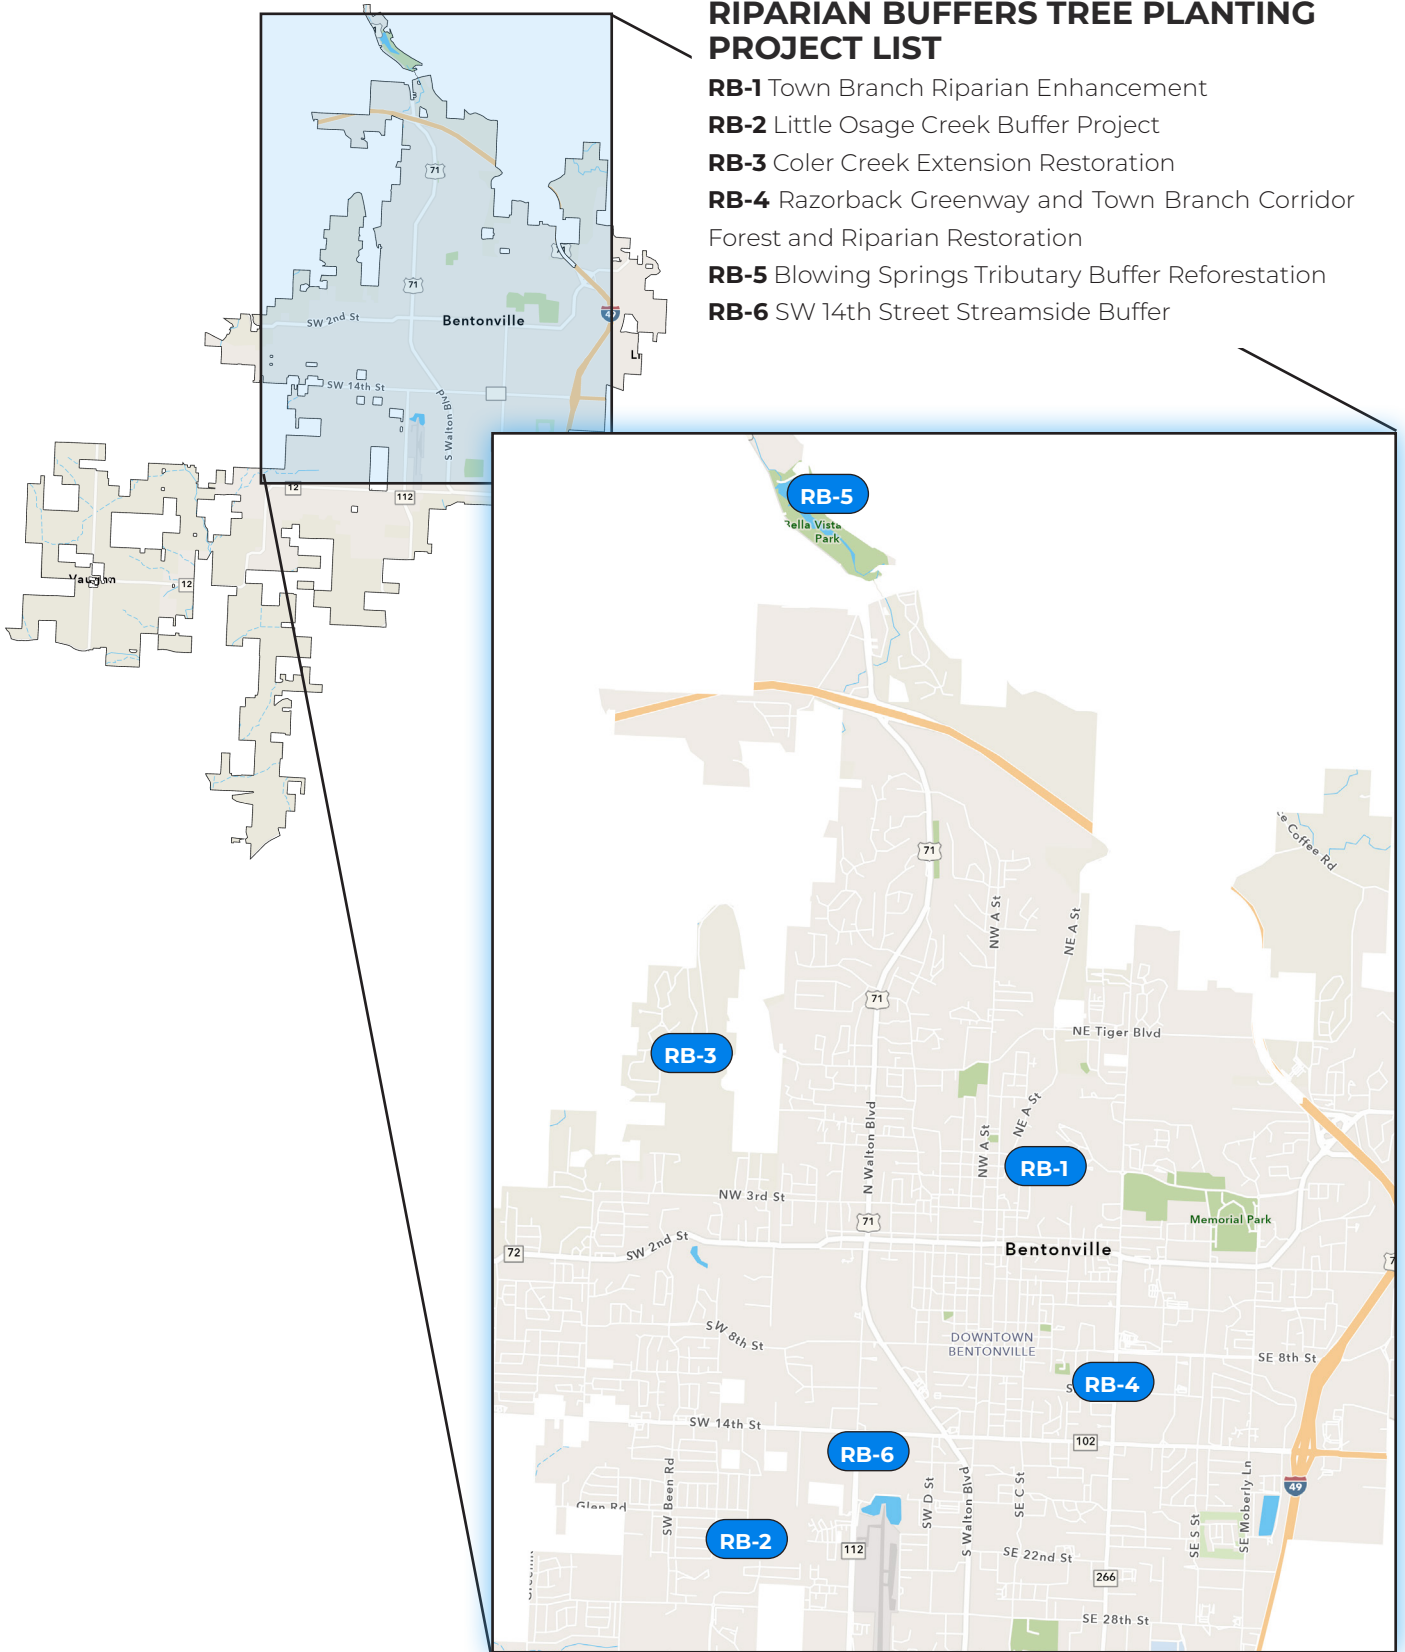 RIPARIAN BUFFERS TREE PLANTING
PROJECT LIST
RB-1 Town Branch Riparian Enhancement
RB-2 Little Osage Creek Buffer Project
RB-3 Coler Creek Extension Restoration
RB-4 Razorback Greenway and Town Branch Corridor
Forest and Riparian Restoration
RB-5 Blowing Springs Tributary Buffer Reforestation
RB-6 SW 14th Street Streamside Buffer
71
71
SW 2nd St
Bentonville
49
SW 14th St
S Walton Blvd
12
112
Vaughn
12
RB-5
Bella Vista
Park
71
Coffee Rd
NW A St
NE A St
71
NE Tiger Blvd
RB-3
N Walton Blvd
NW A St
NE A St
RB-1
NW 3rd St
71
Memorial Park
72
SW 2nd St
Bentonville
SW 8th St
DOWNTOWN
BENTONVILLE
SE 8th St
RB-4
SW 14th St
102
RB-6
49
SW Been Rd
SW D St
S Walton Blvd
SE C St
SE S St
SE Moberly Ln
Glen Rd
RB-2
112
SE 22nd St
266
SE 28th St